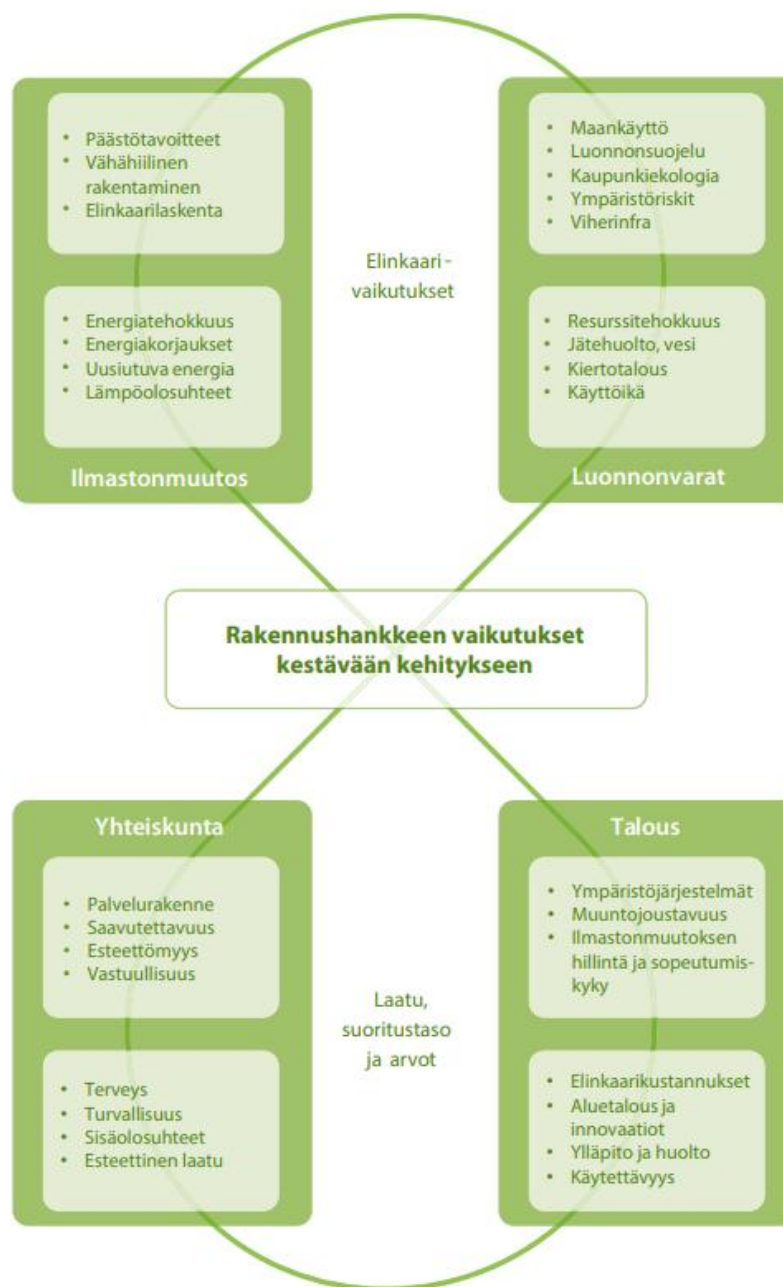 • Päästötavoitteet
• Vähähiilinen
rakentaminen
• Elinkaarilaskenta
• Energiatehokkuus
• Energiakorjaukset
• Uusiutuva energia
• Lämpöolosuhteet
Ilmastonmuutos
Elinkaari-
vaikutukset
• Maankäyttö
• Luonnonsuojelu
• Kaupunkiekologia
• Ympäristöriskit
• Viherinfra
• Resurssitehokkuus
• Jätehuolto, vesi
• Kiertotalous
• Käyttöikä
Luonnonvarat
Rakennushankkeen vaikutukset
kestävään kehitykseen
Yhteiskunta
• Palvelurakenne
• Saavutettavuus
• Esteettömyys
• Vastuullisuus
• Terveys
• Turvallisuus
• Sisäolosuhteet
• Esteettinen laatu
Laatu,
suoritustaso
ja arvot
Talous
• Ympäristöjärjestelmät
• Muuntojoustavuus
• Ilmastonmuutoksen
hillintä ja sopeutumis-
kyky
• Elinkaarikustannukset
• Aluetalous ja
innovaatiot
• Ylläpito ja huolto
• Käytettävyys